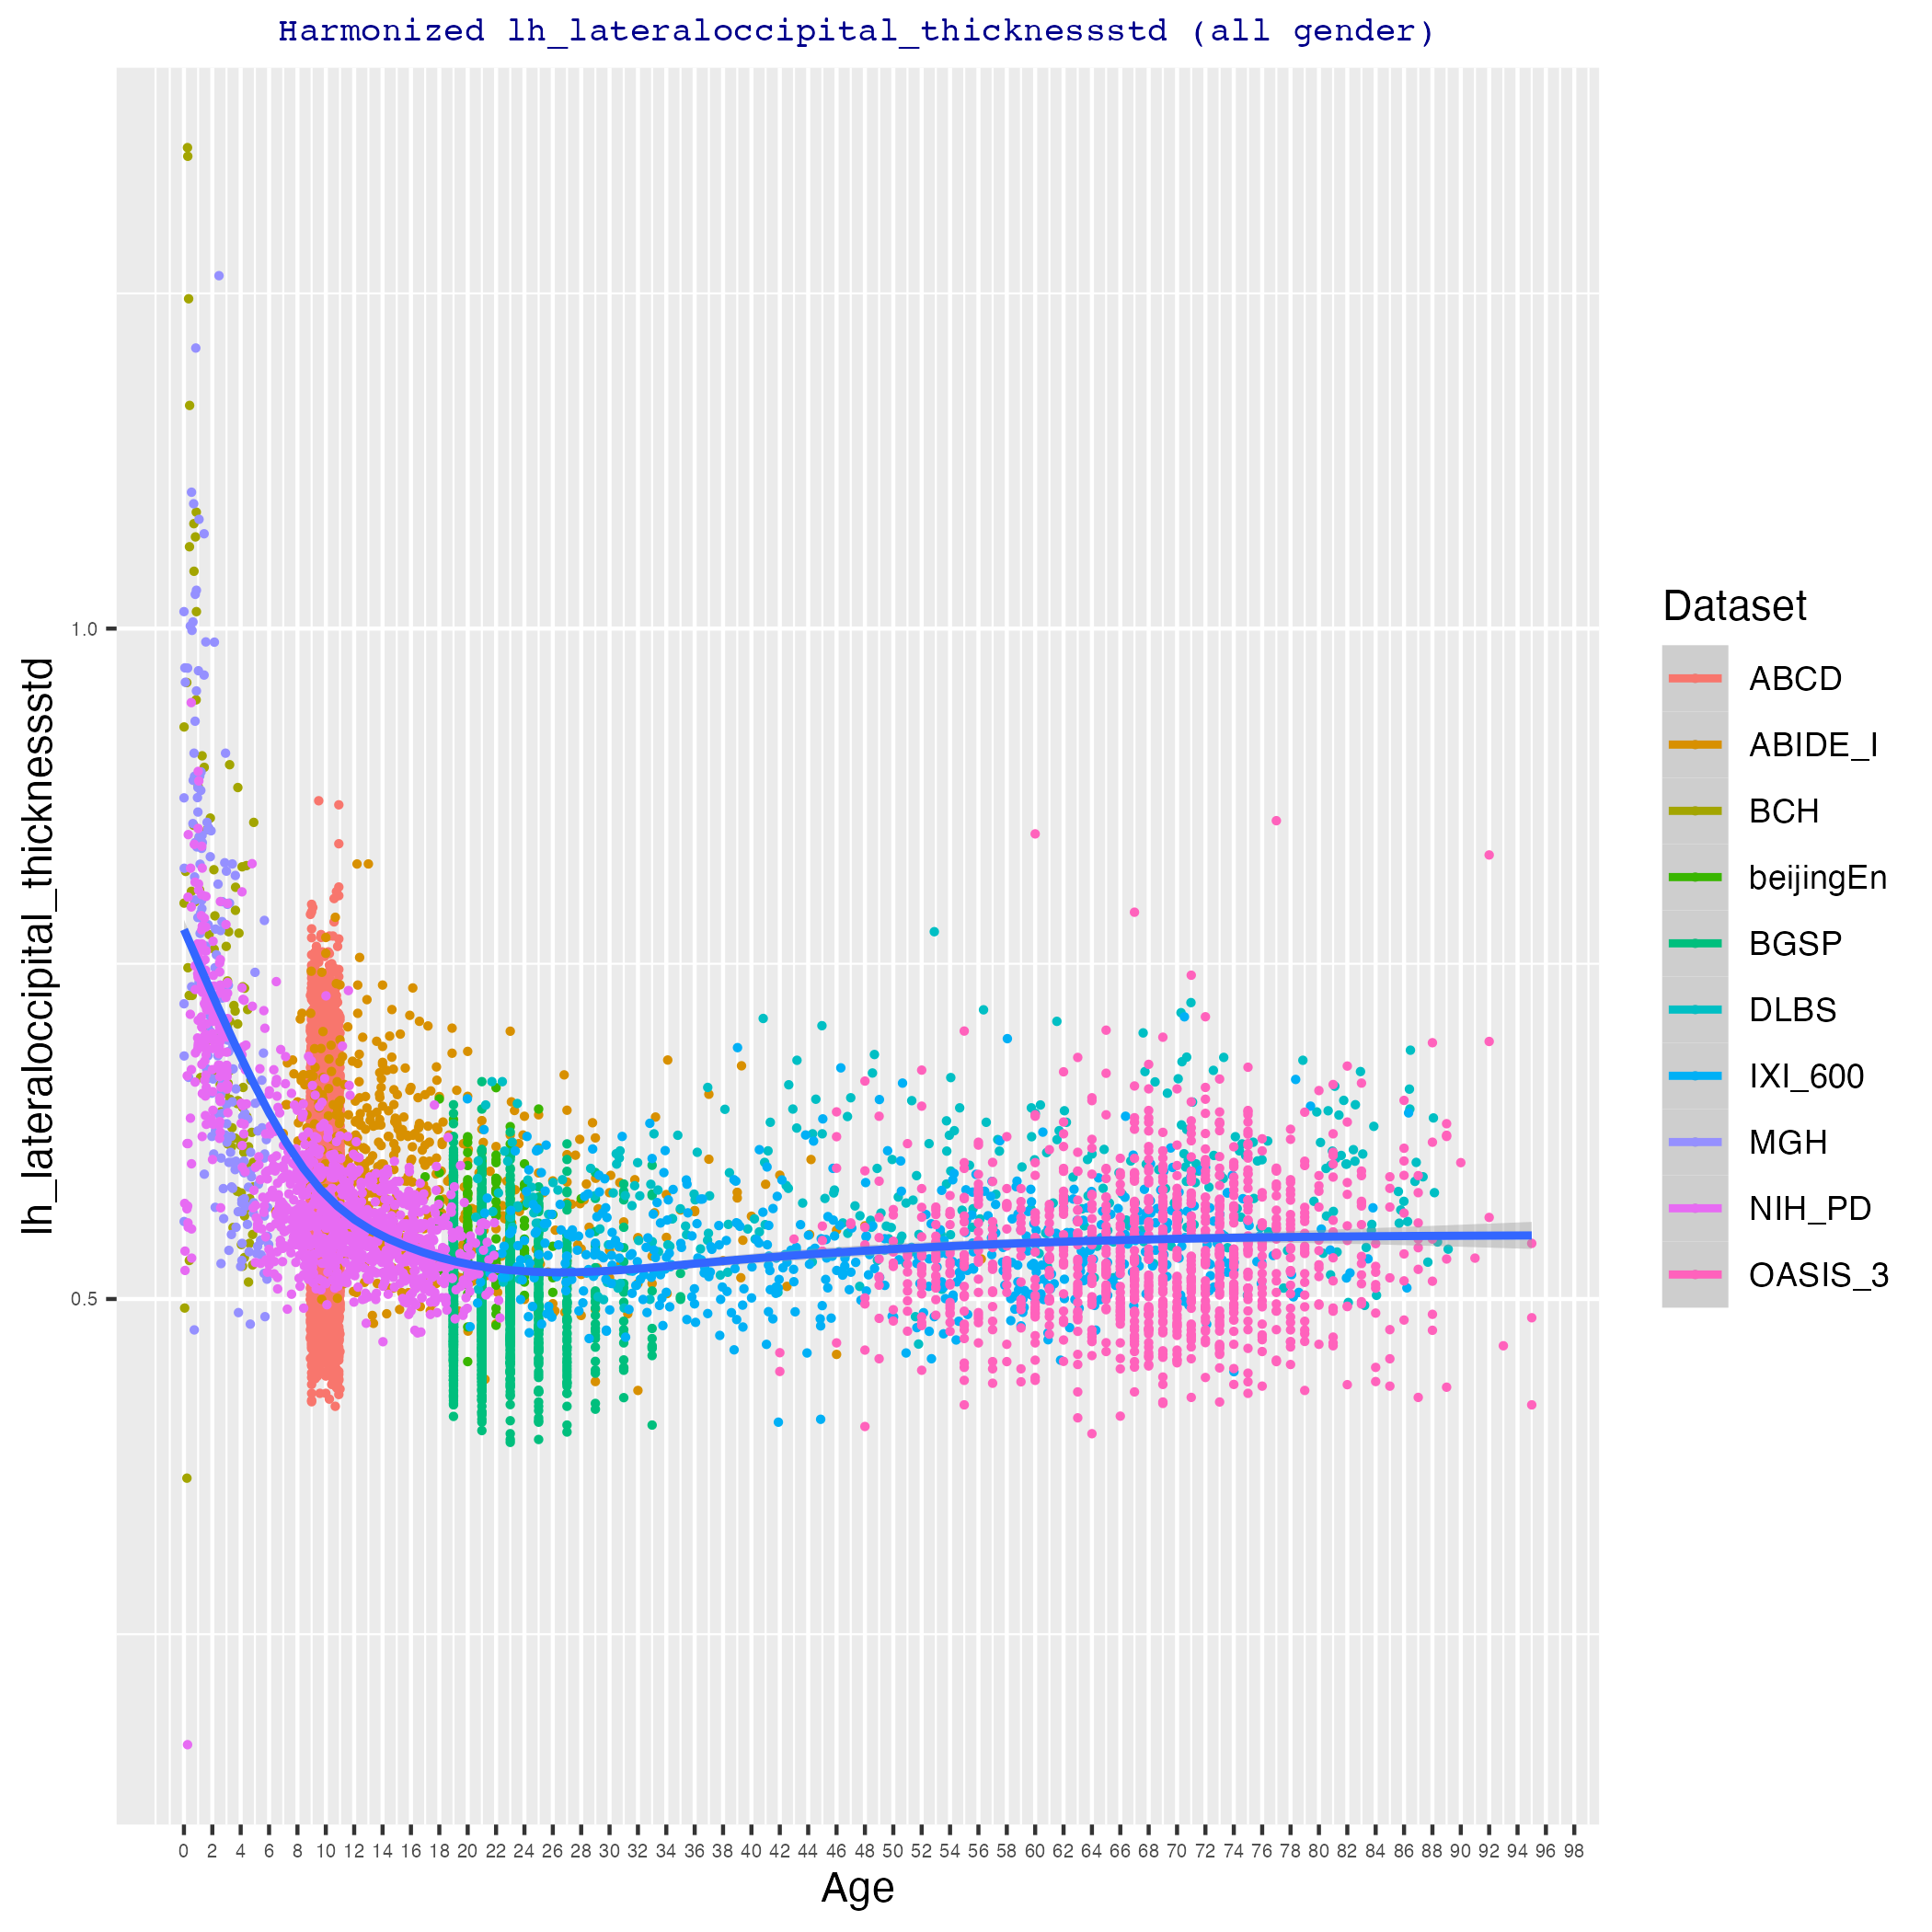 Harmonized lh_lateraloccipital_thicknessstd (all gender)
lh_lateraloccipital_thicknessstd
1.0
0.5
0 2 4 6 8 10 12 14 16 18 20 22 24 26 28 30 32 34 36 38 40 42 44 46 48 50 52 54 56 58 60 62 64 66 68 70 72 74 76 78 80 82 84 86 88 90 92 94 96 98
Age
Dataset
ABCD
ABIDE_I
BCH
beijingEn
BGSP
DLBS
IXI_600
MGH
NIH_PD
OASIS_3